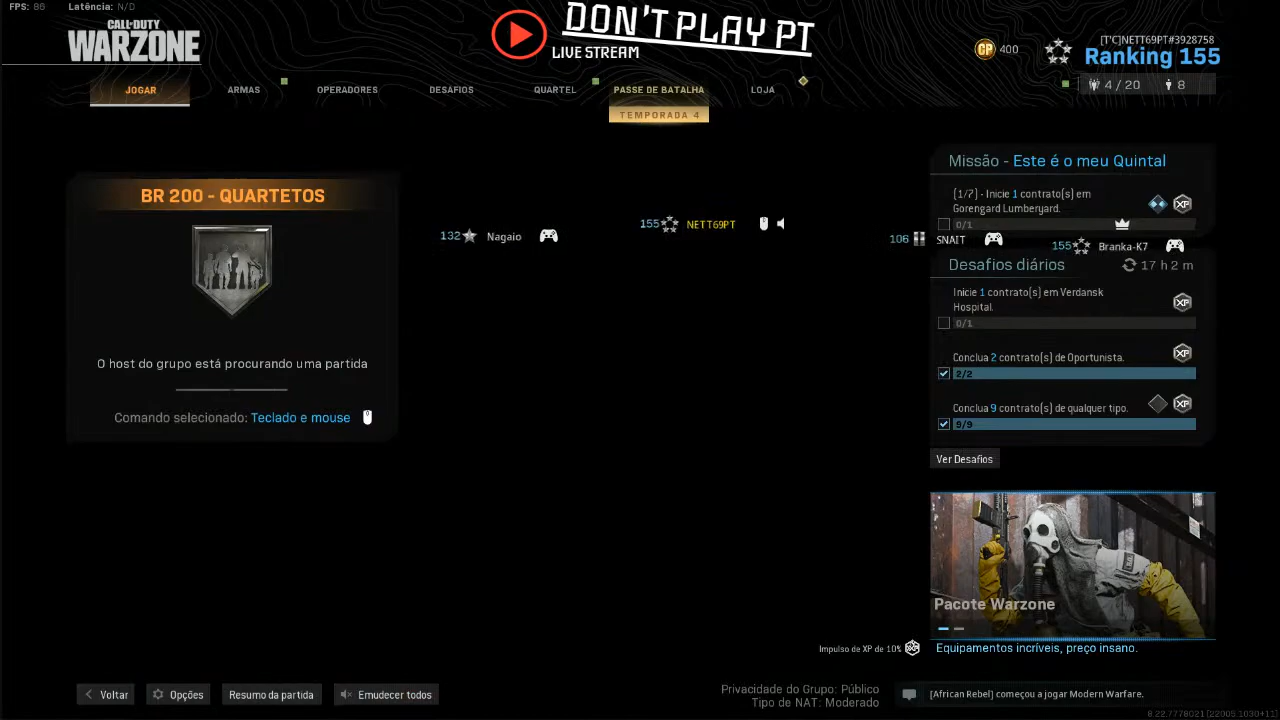 FPS: 86
Latência: N/D
CALL OF DUTY
WARZONE
DON'T PLAY PT
LIVE STREAM
CP 400
[T'C]NETT69PT#3928758
Ranking 155
4 / 20
8
JOGAR
ARMAS
OPERADORES
DESAFIOS
QUARTEL
PASSE DE BATALHA
LOJA
TEMPORADA 4
BR 200 - QUARTETOS
O host do grupo está procurando uma partida
Comando selecionado: Teclado e mouse
132 Nagaio
155 NETT69PT
106 SNAIT
155 Branka-K7
Missão - Este é o meu Quintal
(1/7) - Inicie 1 contrato(s) em
Gorengard Lumberyard.
XP
0/1
Desafios diários
17 h 2 m
Inicie 1 contrato(s) em Verdansk
Hospital.
XP
0/1
Conclua 2 contrato(s) de Oportunista.
XP
2/2
Conclua 9 contrato(s) de qualquer tipo.
XP
9/9
Ver Desafios
Pacote Warzone
Equipamentos incríveis, preço insano.
Impulso de XP de 10%
Voltar
Opções
Resumo da partida
Emudecer todos
Privacidade do Grupo: Público
Tipo de NAT: Moderado
[African Rebel] começou a jogar Modern Warfare.